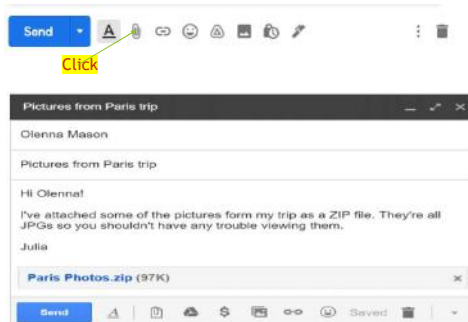 Send A
Click
Pictures from Paris trip
Olenna Mason
Pictures from Paris trip
Hi Olenna!
I've attached some of the pictures form my trip as a ZIP file. They're all
JPGs so you shouldn't have any trouble viewing them.
Julia
Paris Photos.zip (97K)
Send A $ Saved